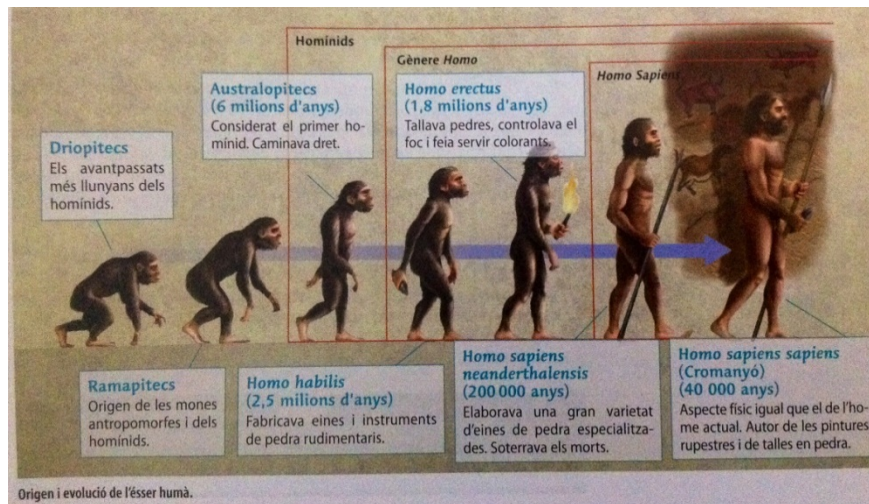 Homínids
Gènere Homo
Homo Sapiens
Australopitecs
(6 milions d'anys)
Considerat el primer ho-
mínid. Caminava dret.
Homo erectus
(1,8 milions d'anys)
Tallava pedres, controlava el
foc i feia servir colorants.
Driopitecs
Els avantpassats
més llunyans dels
homínids.
Ramapitecs
Origen de les mones
antropomorfes i dels
homínids.
Homo habilis
(2,5 milions d'anys)
Fabricava eines i instruments
de pedra rudimentaris.
Homo sapiens
neanderthalensis
(200 000 anys)
Elaborava una gran varietat
d'eines de pedra especialitza-
des. Soterrava els morts.
Homo sapiens sapiens
(Cromanyó)
(40 000 anys)
Aspecte físic igual que el de l'ho-
me actual. Autor de les pintures
rupestres i de talles en pedra.
Origen i evolució de l'ésser humà.